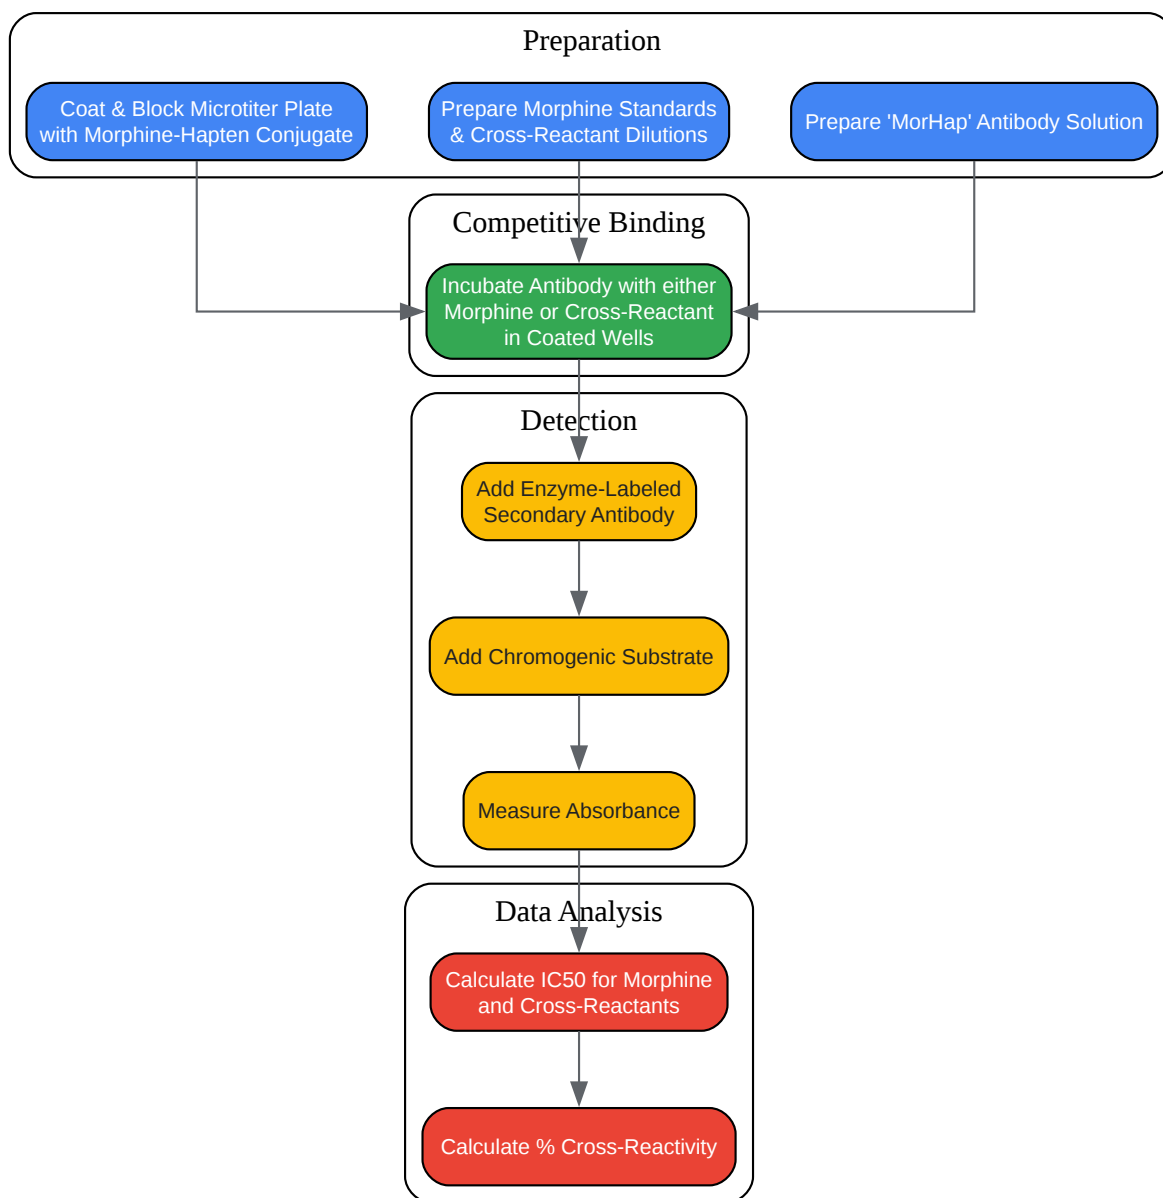 Preparation
Coat & Block Microtiter Plate
with Morphine-Hapten Conjugate
Prepare Morphine Standards
& Cross-Reactant Dilutions
Prepare 'MorHap' Antibody Solution
Competitive Binding
Incubate Antibody with either
Morphine or Cross-Reactant
in Coated Wells
Detection
Add Enzyme-Labeled
Secondary Antibody
Add Chromogenic Substrate
Measure Absorbance
Data Analysis
Calculate IC50 for Morphine
and Cross-Reactants
Calculate % Cross-Reactivity